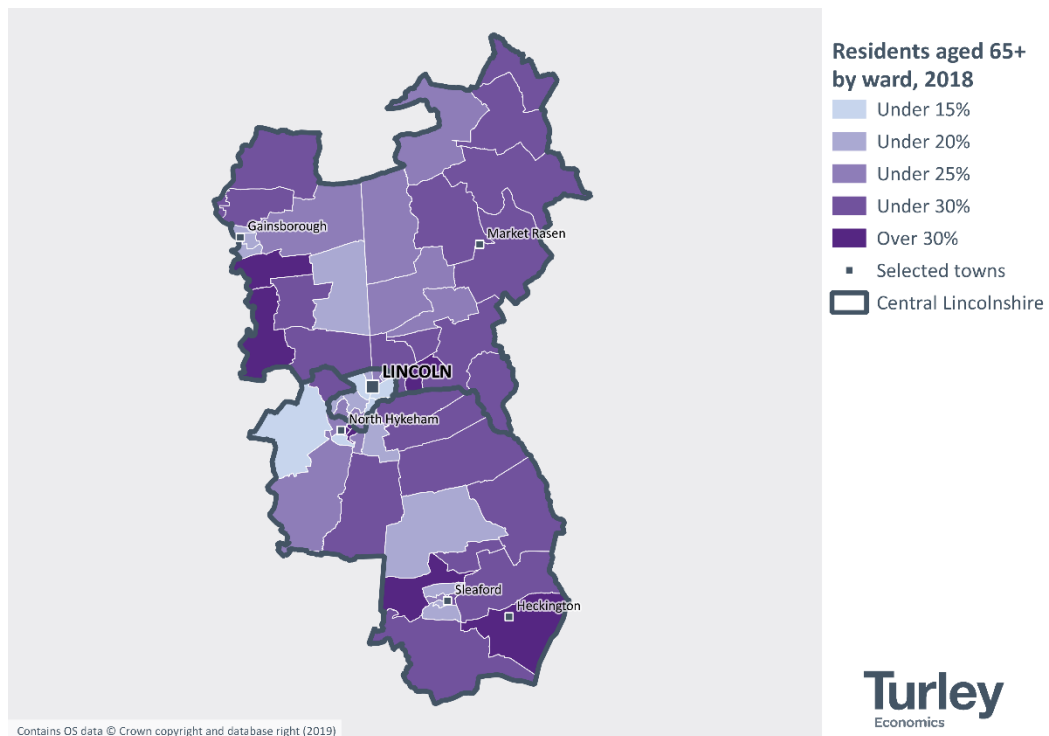 Residents aged 65+
by ward, 2018
Under 15%
Under 20%
Under 25%
Under 30%
Over 30%
Selected towns
Central Lincolnshire
Gainsborough
Market Rasen
LINCOLN
North Hykeham
Sleaford
Heckington
Turley
Economics
Contains OS data © Crown copyright and database right (2019)